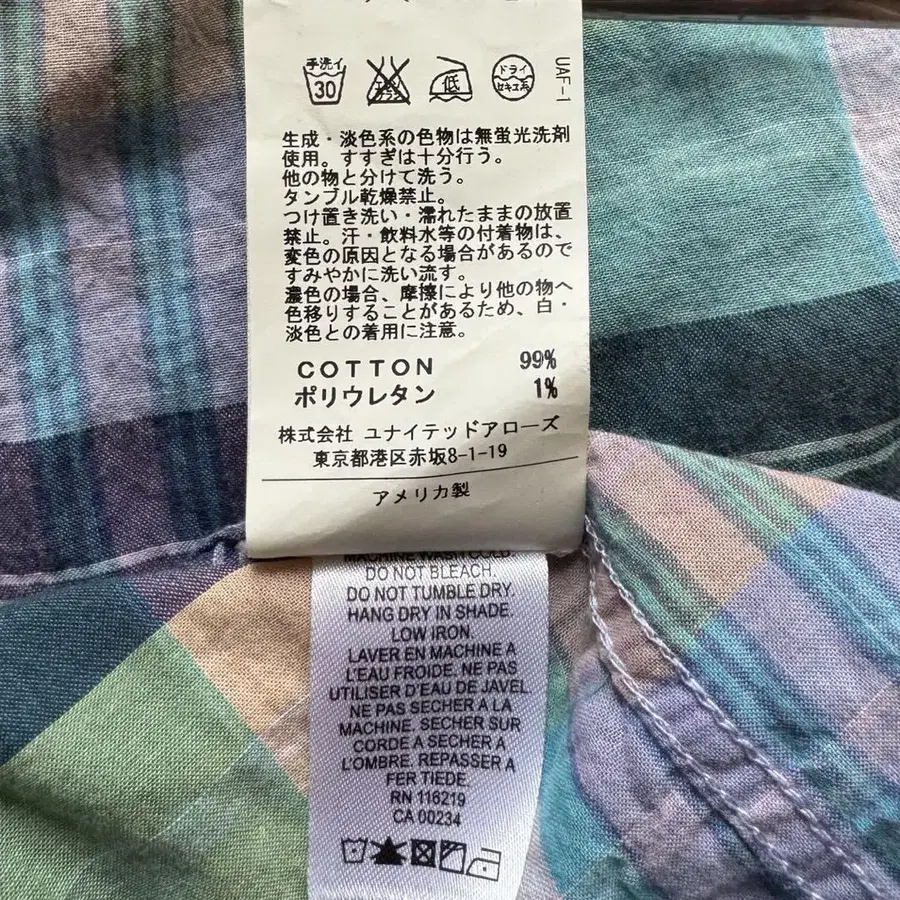 手洗イ
30
エンソ
サラシ
低
ドライ
セキユ系
UAF-1
生成・淡色系の色物は無蛍光洗剤
使用。すすぎは十分行う。
他の物と分けて洗う。
タンブル乾燥禁止。
つけ置き洗い・濡れたままの放置
禁止。汗・飲料水等の付着物は、
変色の原因となる場合があるので
すみやかに洗い流す。
濃色の場合、摩擦により他の物へ
色移りすることがあるため、白・
淡色との着用に注意。
COTTON 99%
ポリウレタン 1%
株式会社 ユナイテッドアローズ
東京都港区赤坂8-1-19
アメリカ製
MACHINE WASH COLD
DO NOT BLEACH.
DO NOT TUMBLE DRY.
HANG DRY IN SHADE.
LOW IRON.
LAVER EN MACHINE A
L'EAU FROIDE. NE PAS
UTILISER D'EAU DE JAVEL.
NE PAS SECHER A LA
MACHINE. SECHER SUR
CORDE A SECHER A
L'OMBRE. REPASSER A
FER TIEDE.
RN 116219
CA 00234